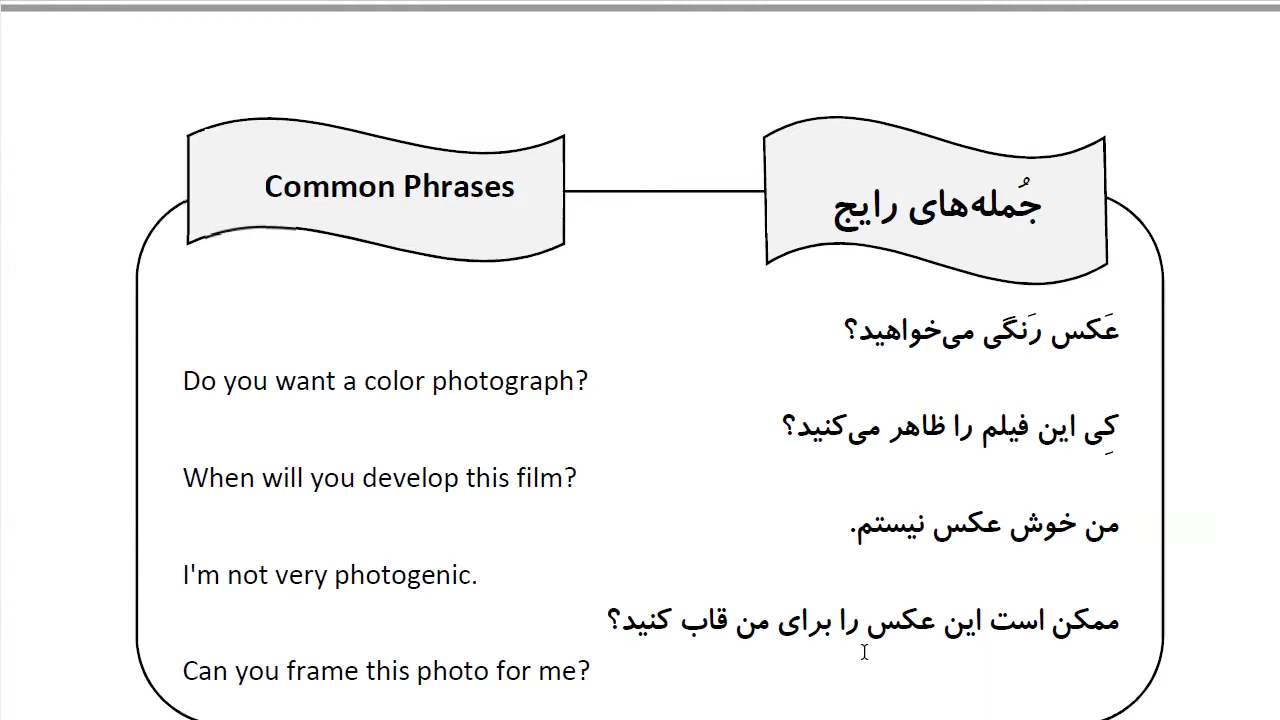 Common Phrases
جُمله‌های رایج
عَکس رَنگی می‌خواهید؟
Do you want a color photograph?
کِی این فیلم را ظاهر می‌کنید؟
When will you develop this film?
من خوش عکس نیستم.
I'm not very photogenic.
ممکن است این عکس را برای من قاب کنید؟
Can you frame this photo for me?